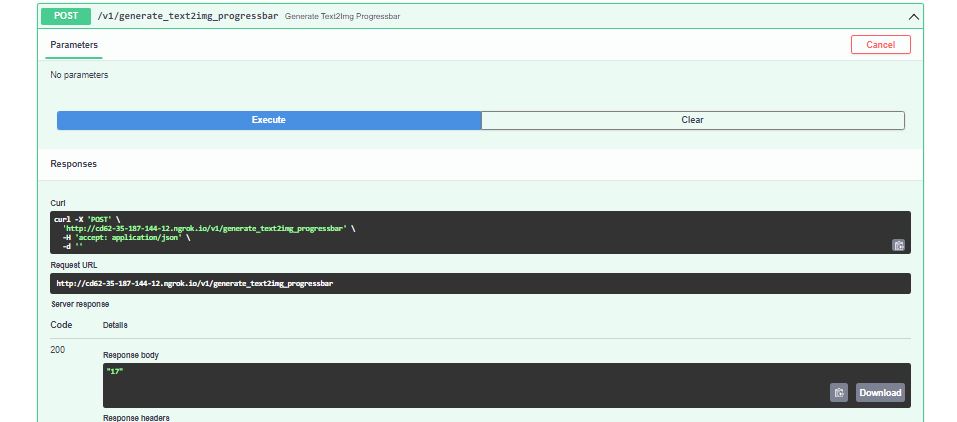 POST /v1/generate_text2img_progressbar Generate Text2Img Progressbar
Parameters
Cancel
No parameters
Execute
Clear
Responses
Curl
curl -X 'POST' \
'http://cd62-35-187-144-12.ngrok.io/v1/generate_text2img_progressbar' \
-H 'accept: application/json' \
-d ''
Request URL
http://cd62-35-187-144-12.ngrok.io/v1/generate_text2img_progressbar
Server response
Code Details
200
Response body
"17"
Download
Response headers